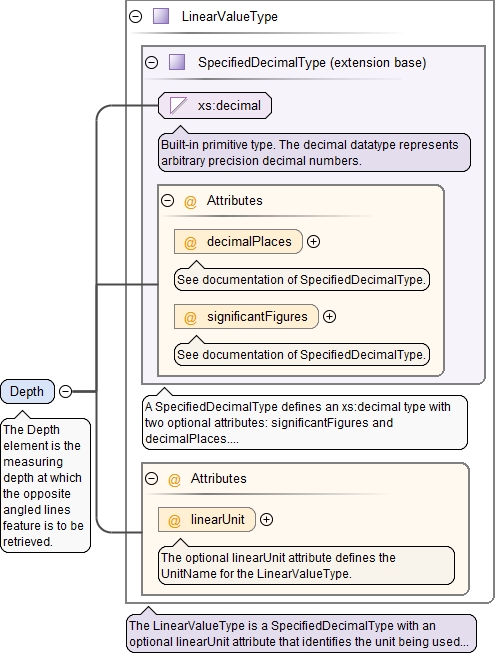 LinearValueType
SpecifiedDecimalType (extension base)
xs:decimal
Built-in primitive type. The decimal datatype represents
arbitrary precision decimal numbers.
@ Attributes
@ decimalPlaces
See documentation of SpecifiedDecimalType.
@ significantFigures
See documentation of SpecifiedDecimalType.
Depth
The Depth
element is the
measuring
depth at which
the opposite
angled lines
feature is to be
retrieved.
A SpecifiedDecimalType defines an xs:decimal type with
two optional attributes: significantFigures and
decimalPlaces....
@ Attributes
@ linearUnit
The optional linearUnit attribute defines the
UnitName for the LinearValueType.
The LinearValueType is a SpecifiedDecimalType with an
optional linearUnit attribute that identifies the unit being used...